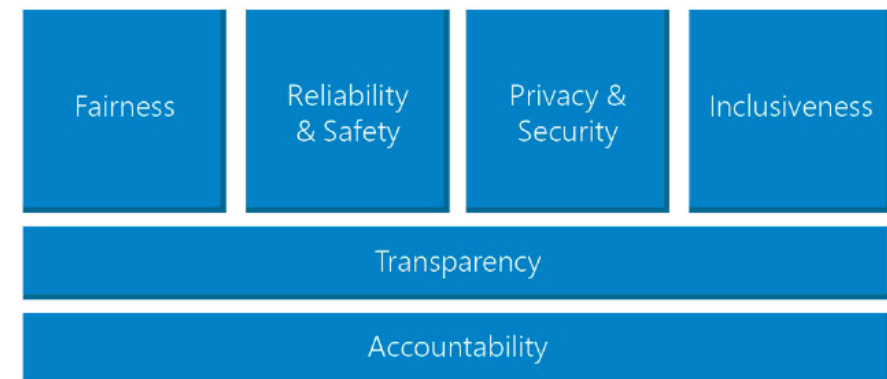 Fairness
Reliability
& Safety
Privacy &
Security
Inclusiveness
Transparency
Accountability